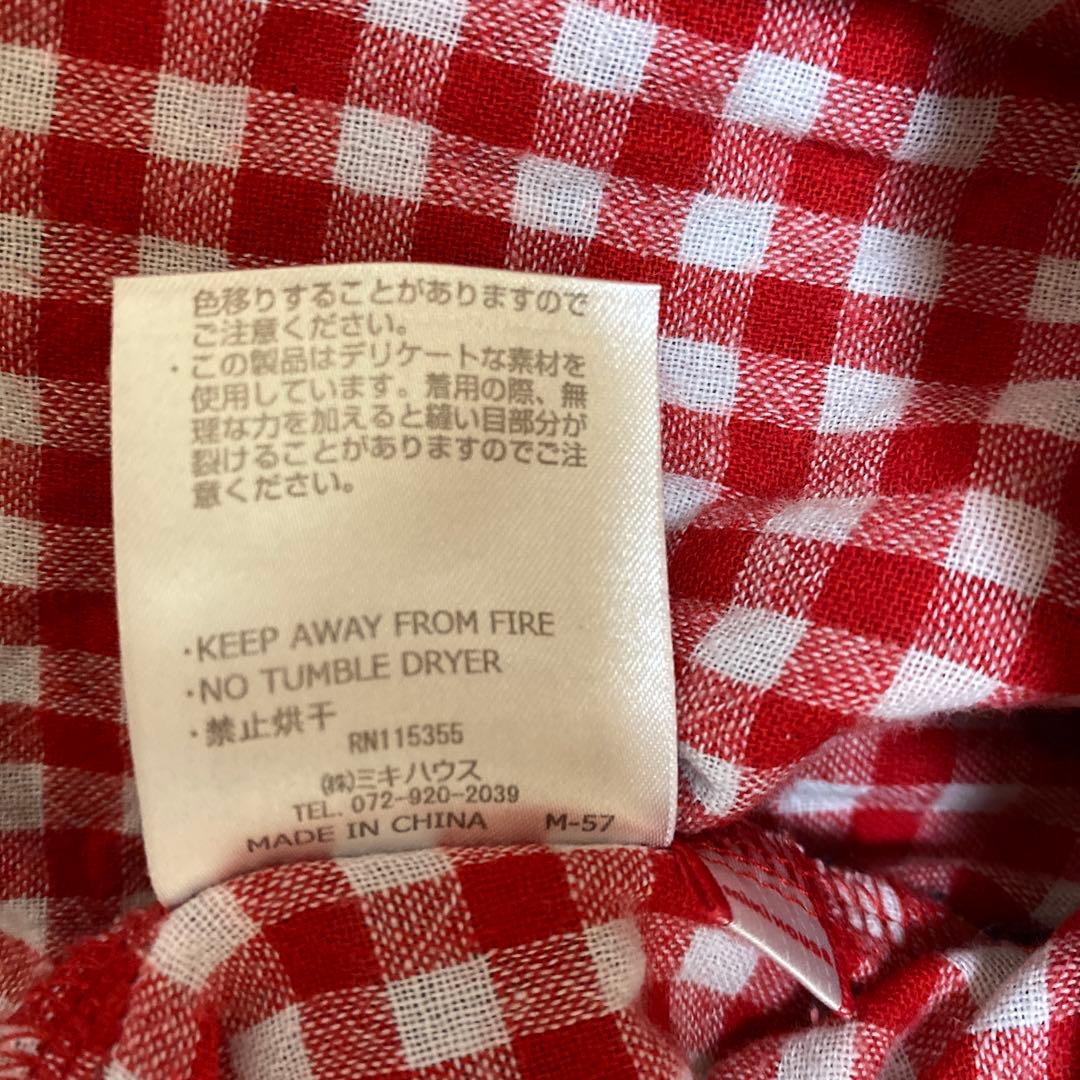 色移りすることがありますので
ご注意ください。
・この製品はデリケートな素材を
使用しています。着用の際、無
理な力を加えると縫い目部分が
裂けることがありますのでご注
意ください。
・KEEP AWAY FROM FIRE
・NO TUMBLE DRYER
・禁止烘干
RN115355
㈱ミキハウス
TEL. 072-920-2039
MADE IN CHINA M-57